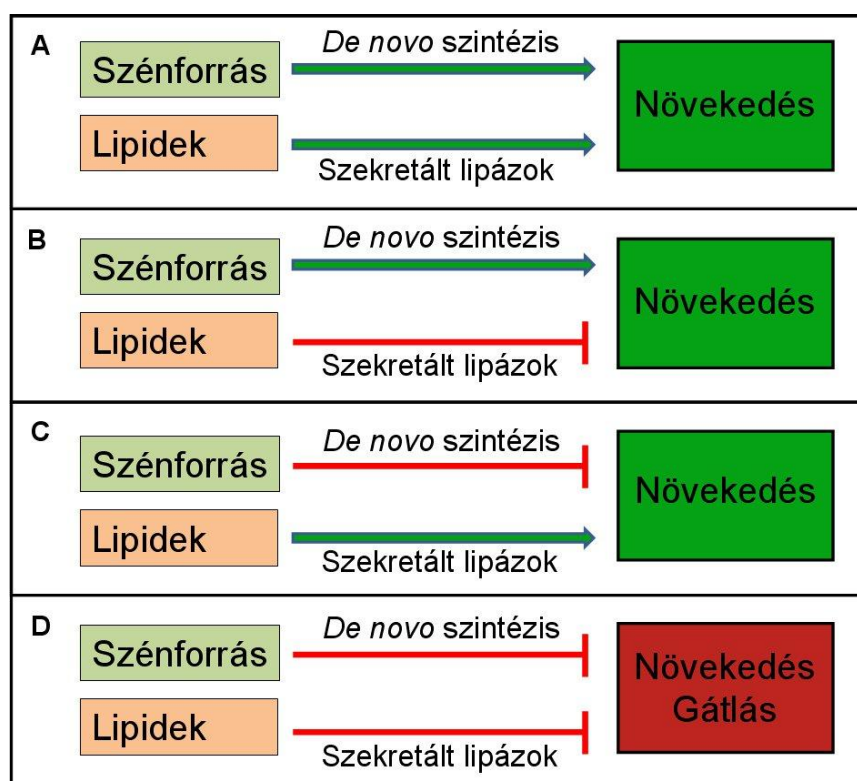 A
De novo szintézis
Szénforrás
Lipidek
Szekretált lipázok
Növekedés
B
De novo szintézis
Szénforrás
Lipidek
Szekretált lipázok
Növekedés
C
De novo szintézis
Szénforrás
Lipidek
Szekretált lipázok
Növekedés
D
De novo szintézis
Szénforrás
Lipidek
Szekretált lipázok
Növekedés
Gátlás